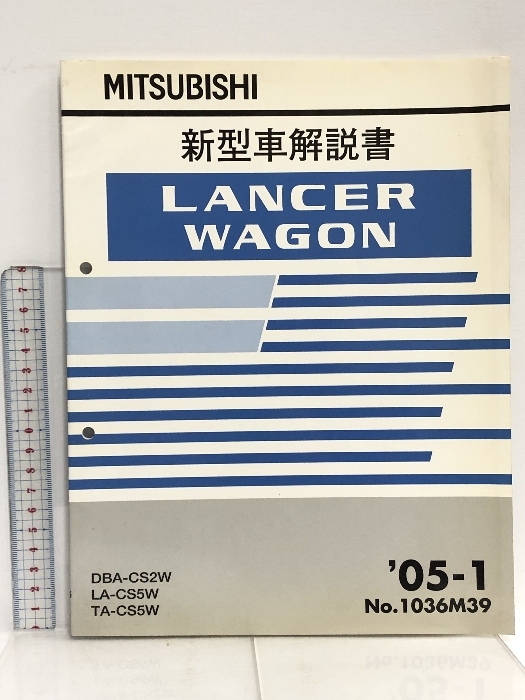 MITSUBISHI
新型車解説書
LANCER
WAGON
DBA-CS2W
LA-CS5W
TA-CS5W
'05-1
No.1036M39